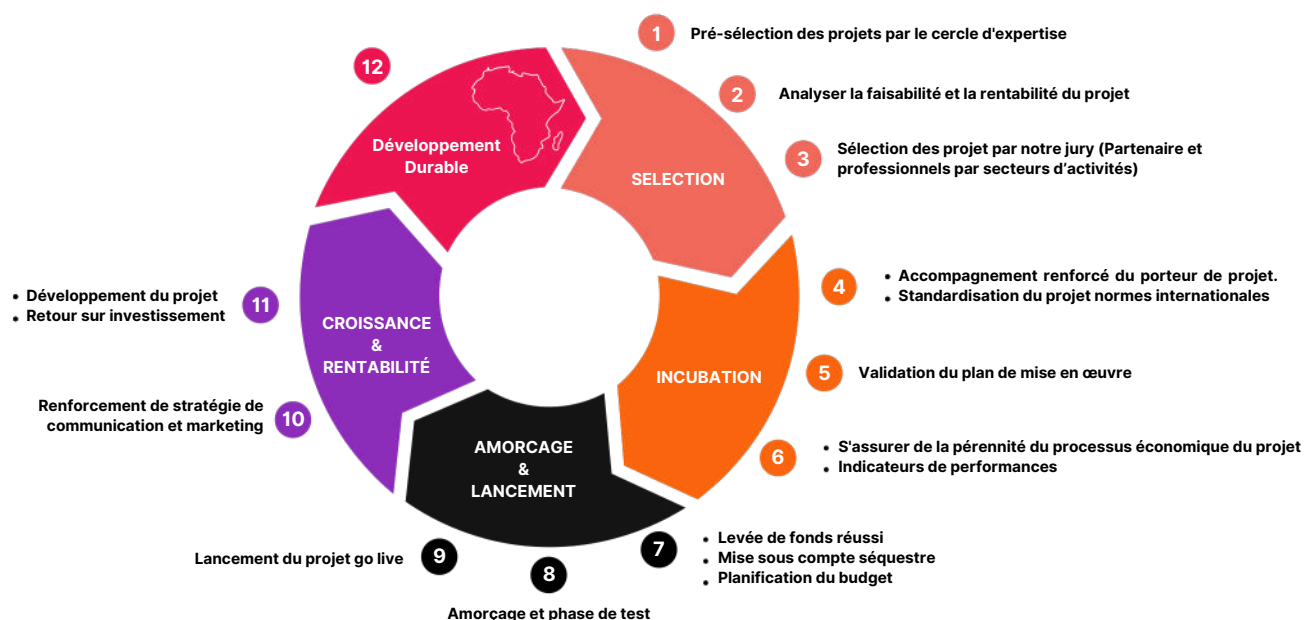 1
Pré-sélection des projets par le cercle d'expertise
2
Analyser la faisabilité et la rentabilité du projet
3
Sélection des projet par notre jury (Partenaire et
professionnels par secteurs d’activités)
SELECTION
4
• Accompagnement renforcé du porteur de projet.
• Standardisation du projet normes internationales
5
Validation du plan de mise en œuvre
6
• S'assurer de la pérennité du processus économique du projet
• Indicateurs de performances
INCUBATION
7
• Levée de fonds réussi
• Mise sous compte séquestre
• Planification du budget
8
Amorçage et phase de test
9
Lancement du projet go live
AMORCAGE
&
LANCEMENT
10
Renforcement de stratégie de
communication et marketing
11
• Développement du projet
• Retour sur investissement
CROISSANCE
&
RENTABILITÉ
12
Développement
Durable